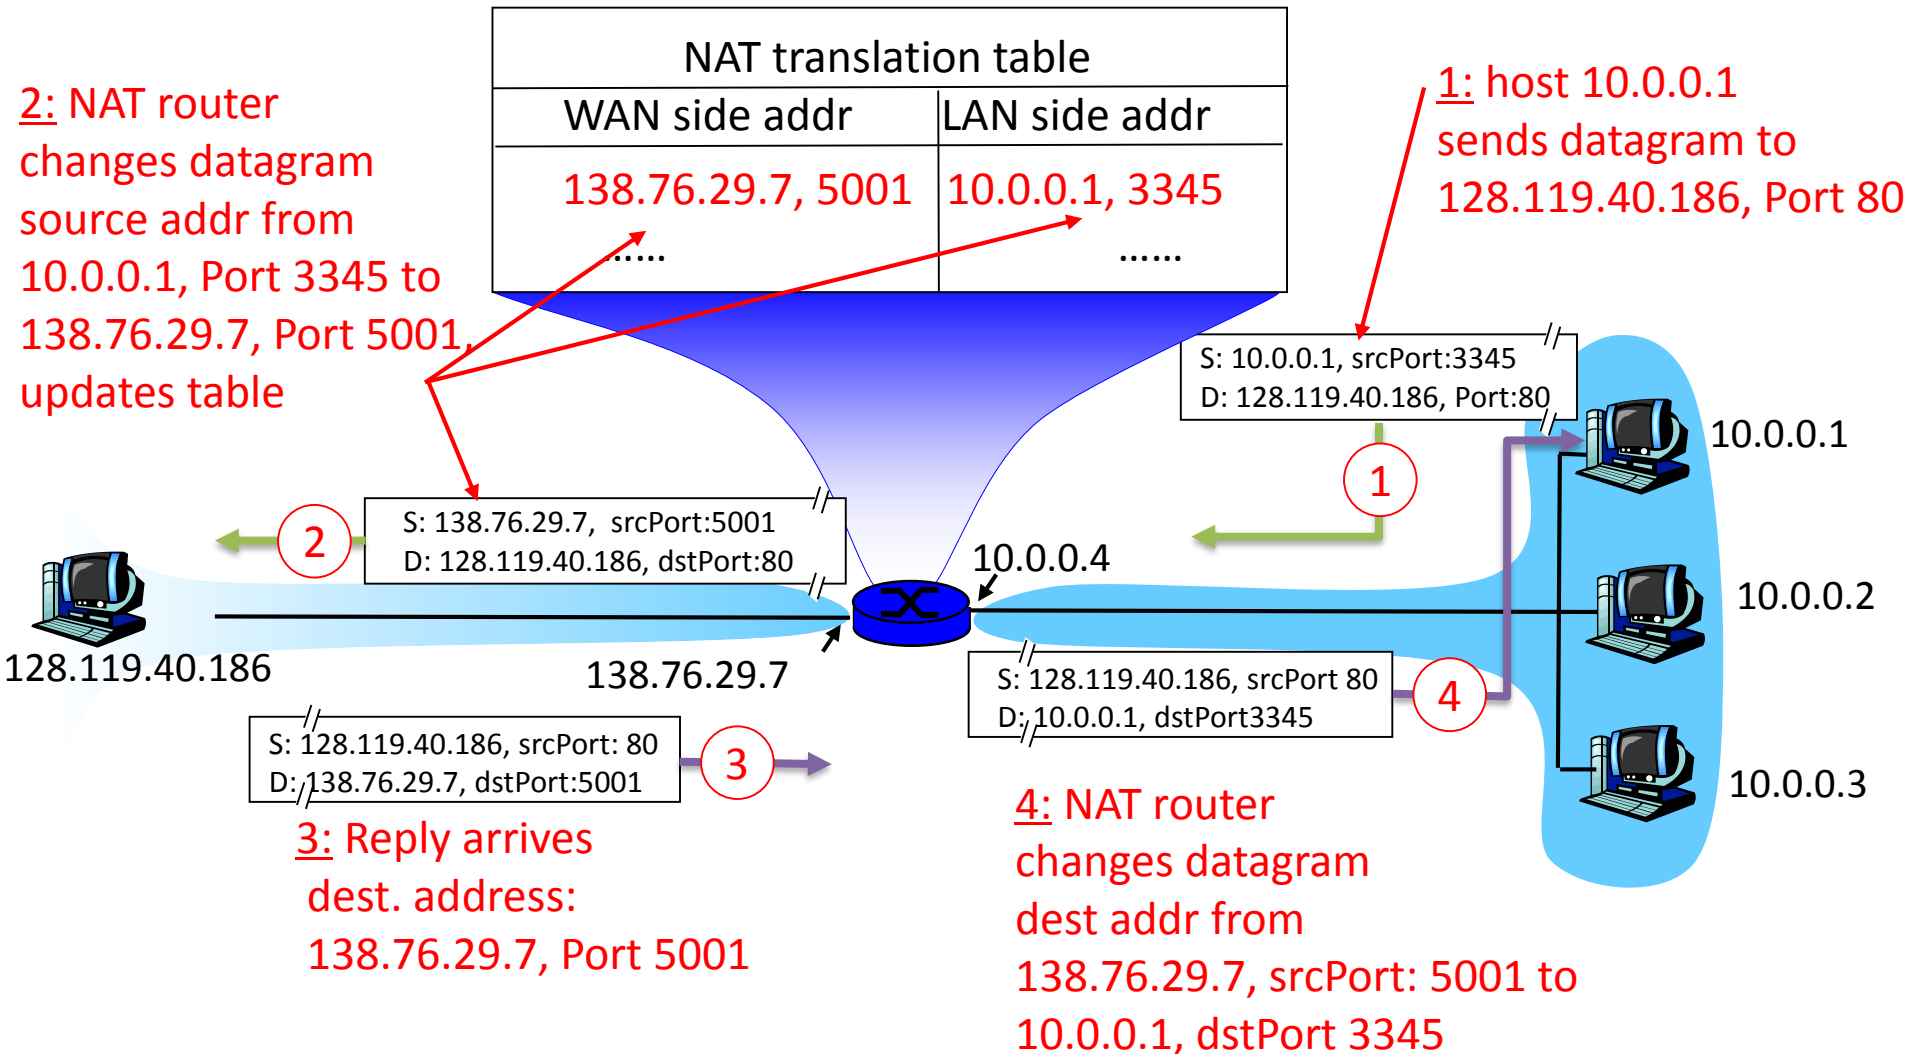 NAT translation table
WAN side addr LAN side addr
138.76.29.7, 5001 10.0.0.1, 3345
...... ......
2: NAT router
changes datagram
source addr from
10.0.0.1, Port 3345 to
138.76.29.7, Port 5001,
updates table
1: host 10.0.0.1
sends datagram to
128.119.40.186, Port 80
S: 10.0.0.1, srcPort:3345
D: 128.119.40.186, Port:80
1
10.0.0.1
S: 138.76.29.7, srcPort:5001
D: 128.119.40.186, dstPort:80
2
10.0.0.4
10.0.0.2
128.119.40.186
138.76.29.7
S: 128.119.40.186, srcPort 80
D: 10.0.0.1, dstPort3345
4
S: 128.119.40.186, srcPort: 80
D: 138.76.29.7, dstPort:5001
3
10.0.0.3
3: Reply arrives
dest. address:
138.76.29.7, Port 5001
4: NAT router
changes datagram
dest addr from
138.76.29.7, srcPort: 5001 to
10.0.0.1, dstPort 3345